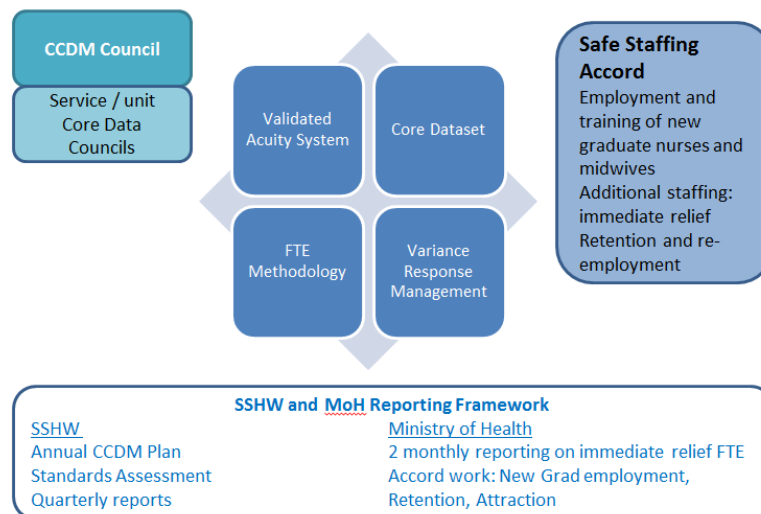 CCDM Council
Service / unit
Core Data
Councils
Validated
Acuity System
Core Dataset
FTE
Methodology
Variance
Response
Management
Safe Staffing
Accord
Employment and
training of new
graduate nurses and
midwives
Additional staffing:
immediate relief
Retention and re-
employment
SSHW and MoH Reporting Framework
SSHW
Annual CCDM Plan
Standards Assessment
Quarterly reports
Ministry of Health
2 monthly reporting on immediate relief FTE
Accord work: New Grad employment,
Retention, Attraction